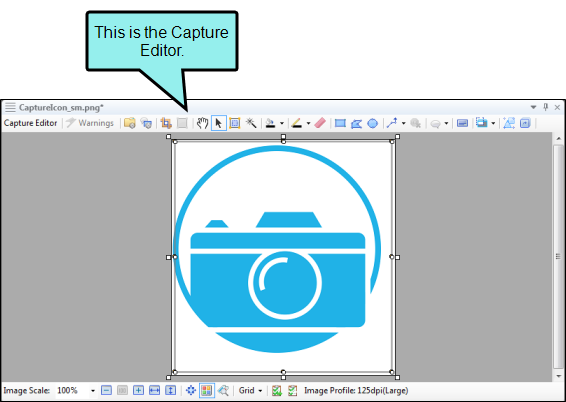 This is the Capture
Editor.
CaptureIcon_sm.png*
Capture Editor Warnings
Image Scale: 100% Grid Image Profile: 125dpi(Large)